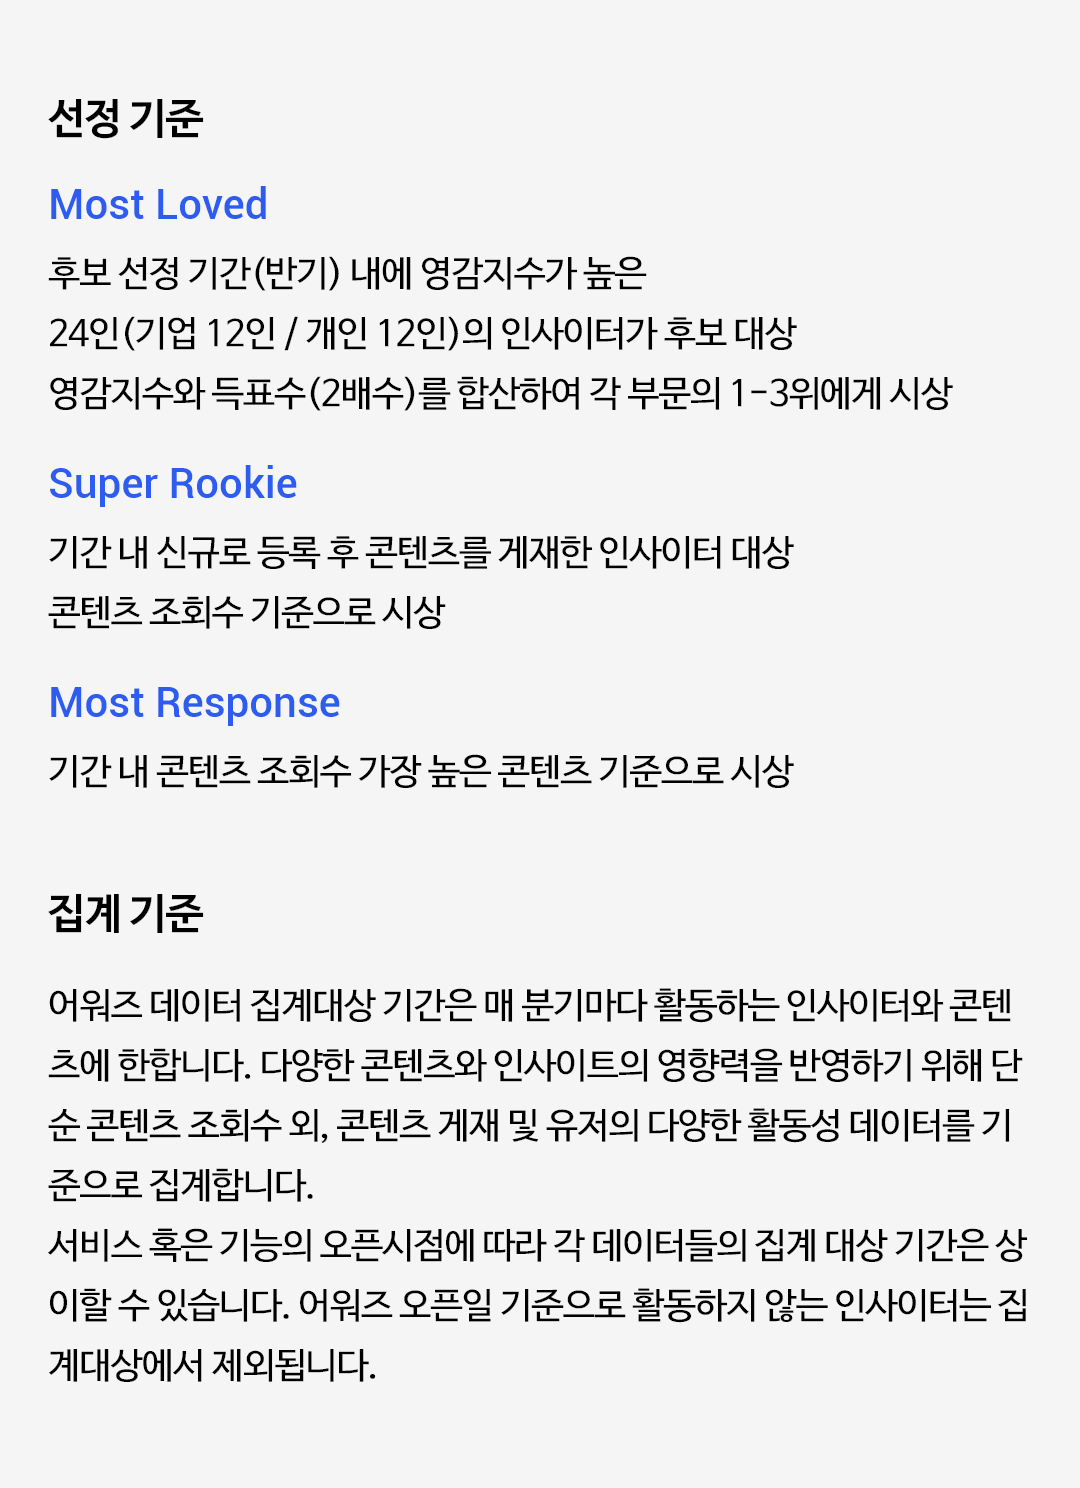 선정 기준
Most Loved
후보 선정 기간(반기) 내에 영감지수가 높은
24인(기업 12인 / 개인 12인)의 인사이터가 후보 대상
영감지수와 득표수(2배수)를 합산하여 각 부문의 1-3위에게 시상
Super Rookie
기간 내 신규로 등록 후 콘텐츠를 게재한 인사이터 대상
콘텐츠 조회수 기준으로 시상
Most Response
기간 내 콘텐츠 조회수 가장 높은 콘텐츠 기준으로 시상
집계 기준
어워즈 데이터 집계대상 기간은 매 분기마다 활동하는 인사이터와 콘텐
츠에 한합니다. 다양한 콘텐츠와 인사이트의 영향력을 반영하기 위해 단
순 콘텐츠 조회수 외, 콘텐츠 게재 및 유저의 다양한 활동성 데이터를 기
준으로 집계합니다.
서비스 혹은 기능의 오픈시점에 따라 각 데이터들의 집계 대상 기간은 상
이할 수 있습니다. 어워즈 오픈일 기준으로 활동하지 않는 인사이터는 집
계대상에서 제외됩니다.